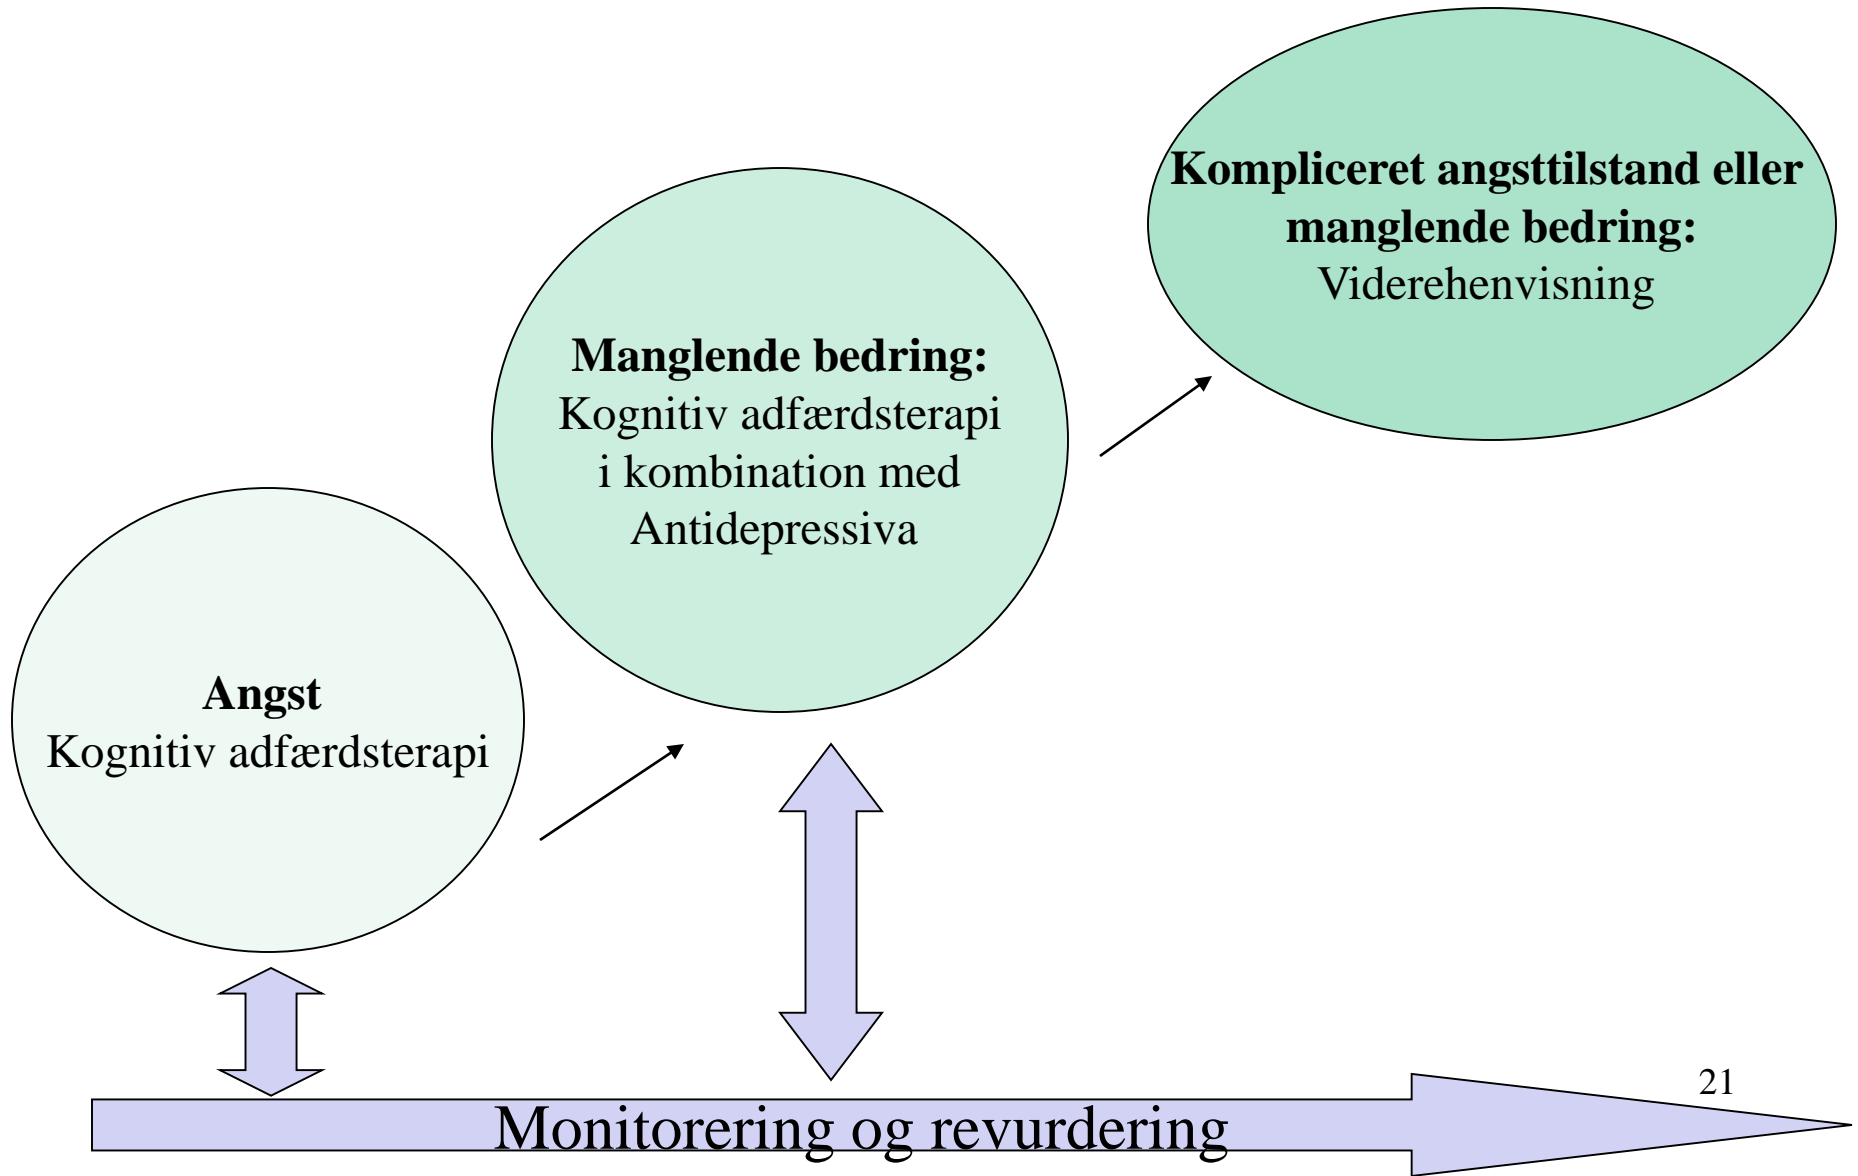 Kompliceret angsttilstand eller
manglende bedring:
Viderehenvisning
Manglende bedring:
Kognitiv adfærdsterapi
i kombination med
Antidepressiva
Angst
Kognitiv adfærdsterapi
21
Monitorering og revurdering